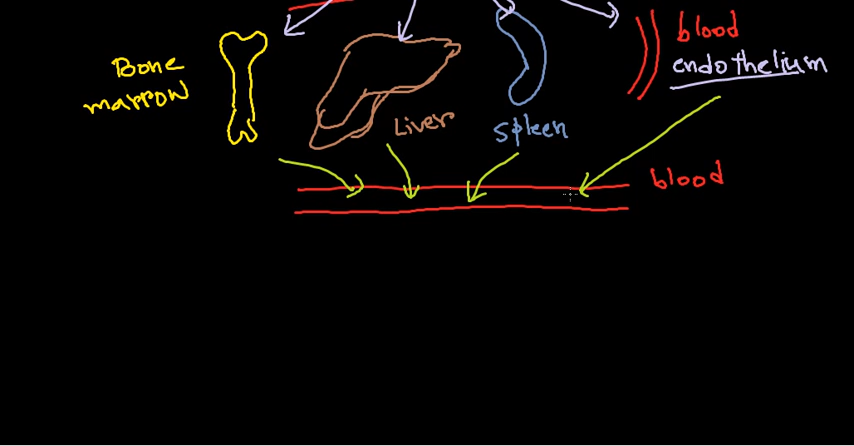 Bone
marrow
Liver
Spleen
blood
endothelium
blood